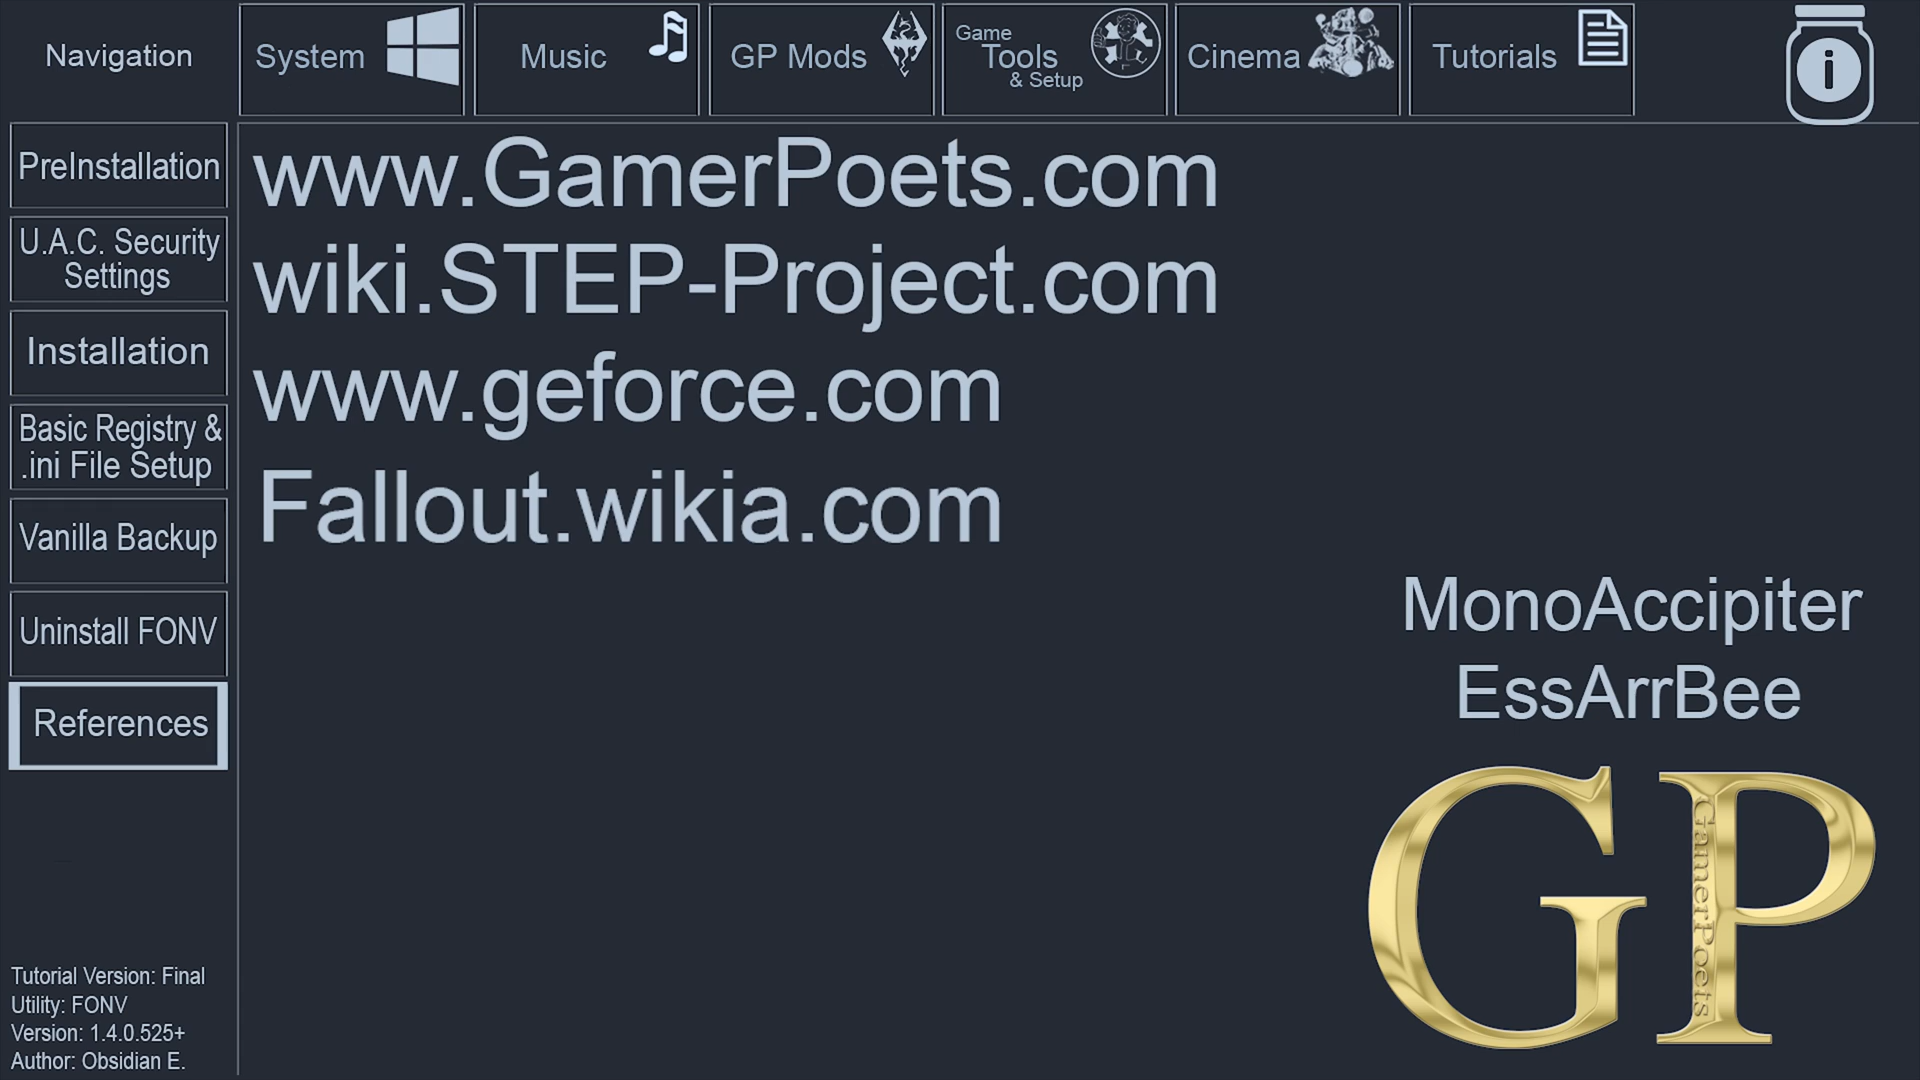 Navigation
System
Music
GP Mods
Game
Tools
& Setup
Cinema
Tutorials
i
PreInstallation
U.A.C. Security
Settings
Installation
Basic Registry &
.ini File Setup
Vanilla Backup
Uninstall FONV
References
www.GamerPoets.com
wiki.STEP-Project.com
www.geforce.com
Fallout.wikia.com
MonoAccipiter
EssArrBee
GP
GamerPoets
Tutorial Version: Final
Utility: FONV
Version: 1.4.0.525+
Author: Obsidian E.